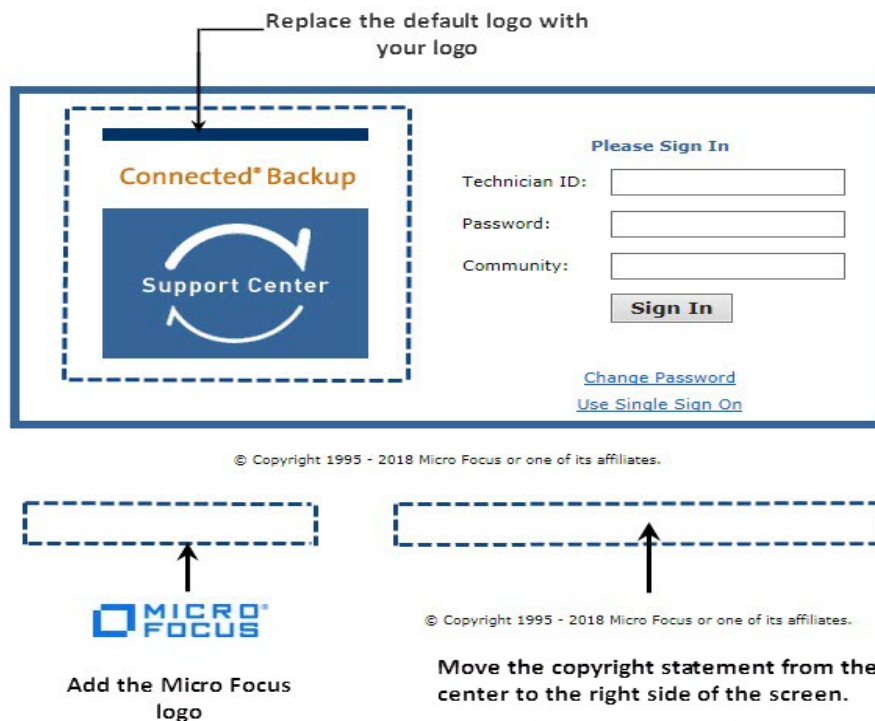 Replace the default logo with
your logo
Connected® Backup
Support Center
Please Sign In
Technician ID:
Password:
Community:
Sign In
Change Password
Use Single Sign On
© Copyright 1995 - 2018 Micro Focus or one of its affiliates.
MICRO®
FOCUS
Add the Micro Focus
logo
© Copyright 1995 - 2018 Micro Focus or one of its affiliates.
Move the copyright statement from the
center to the right side of the screen.